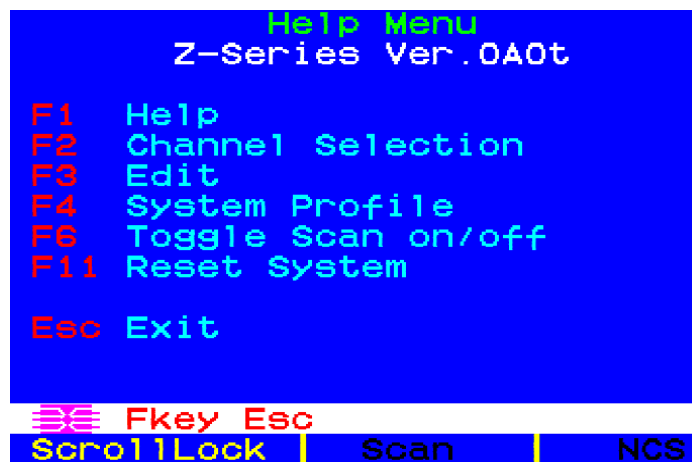 Help Menu
Z-Series Ver.0A0t
F1 Help
F2 Channel Selection
F3 Edit
F4 System Profile
F6 Toggle Scan on/off
F11 Reset System
Esc Exit
Fkey Esc
ScrollLock Scan NCS